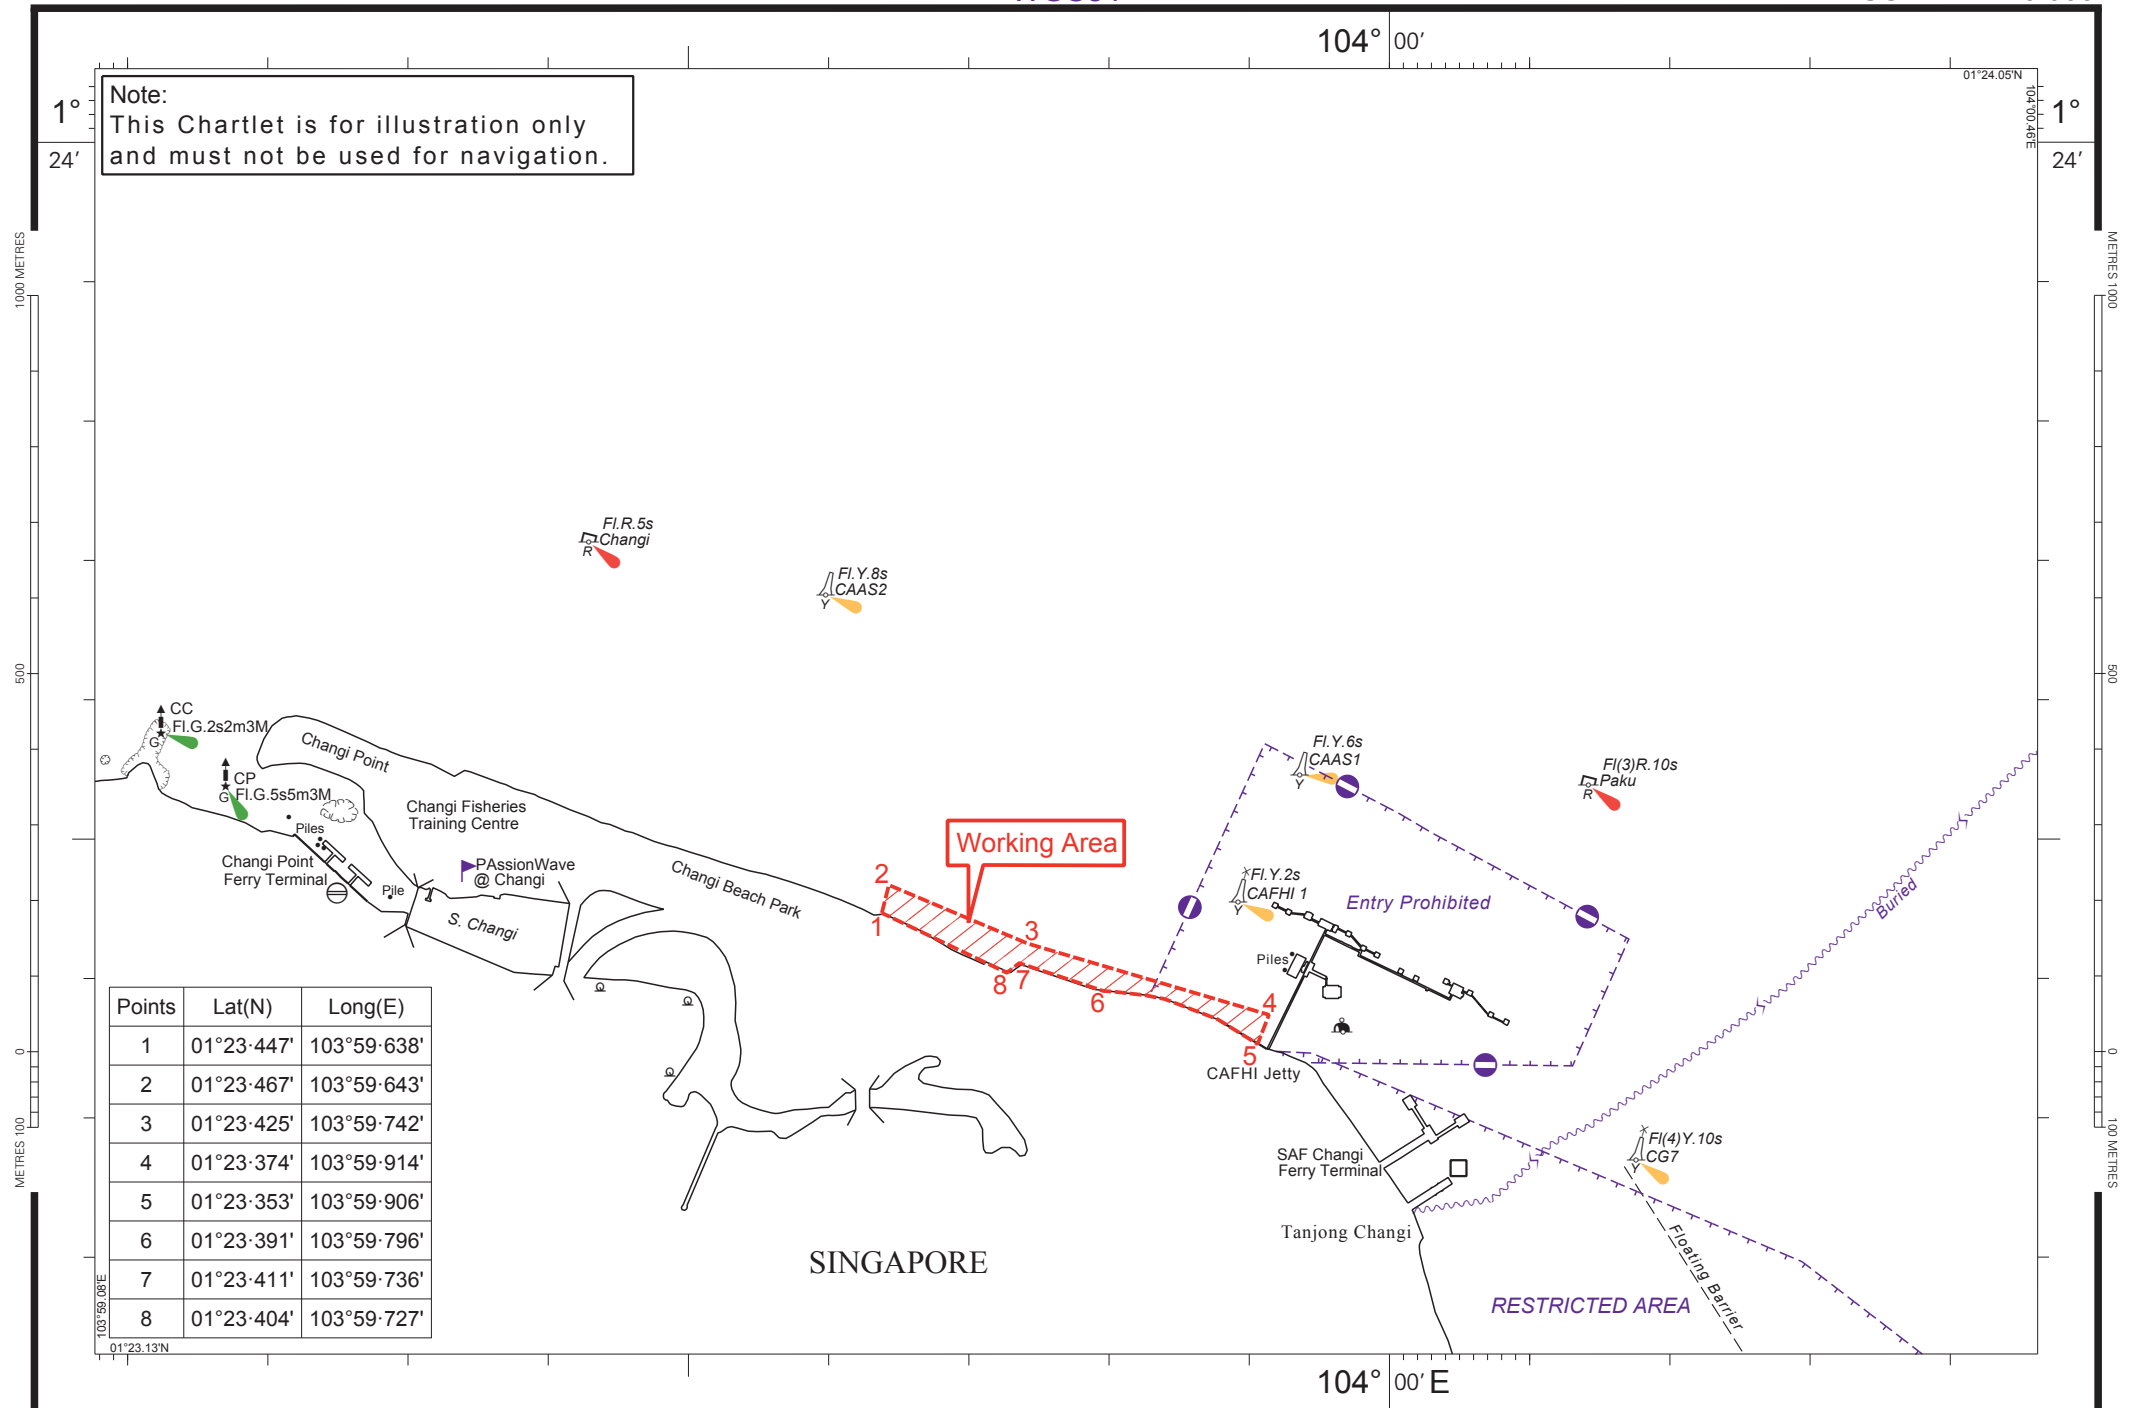 104° 00'
01°24.05'N
104°00.46'E
1°
24'
1°
24'
Note:
This Chartlet is for illustration only
and must not be used for navigation.
1000 METRES
500
0
METRES 100
METRES 1000
500
0
100 METRES
Fl.R.5s
Changi
R
Fl.Y.8s
CAAS2
Y
CC
Fl.G.2s2m3M
G
CP
Fl.G.5s5m3M
G
Changi Point
Piles
Changi Point
Ferry Terminal
Pile
Changi Fisheries
Training Centre
PAssionWave
@ Changi
S. Changi
Changi Beach Park
Working Area
1
2
3
4
5
6
7
8
Fl.Y.6s
CAAS1
Y
Fl(3)R.10s
Paku
R
Fl.Y.2s
CAFHI 1
Y
Entry Prohibited
Piles
Buried
CAFHI Jetty
SAF Changi
Ferry Terminal
Fl(4)Y.10s
CG7
Y
Tanjong Changi
Floating Barrier
RESTRICTED AREA
SINGAPORE
Points Lat(N) Long(E)
1 01°23·447' 103°59·638'
2 01°23·467' 103°59·643'
3 01°23·425' 103°59·742'
4 01°23·374' 103°59·914'
5 01°23·353' 103°59·906'
6 01°23·391' 103°59·796'
7 01°23·411' 103°59·736'
8 01°23·404' 103°59·727'
103°59.08'E
01°23.13'N
104° 00' E